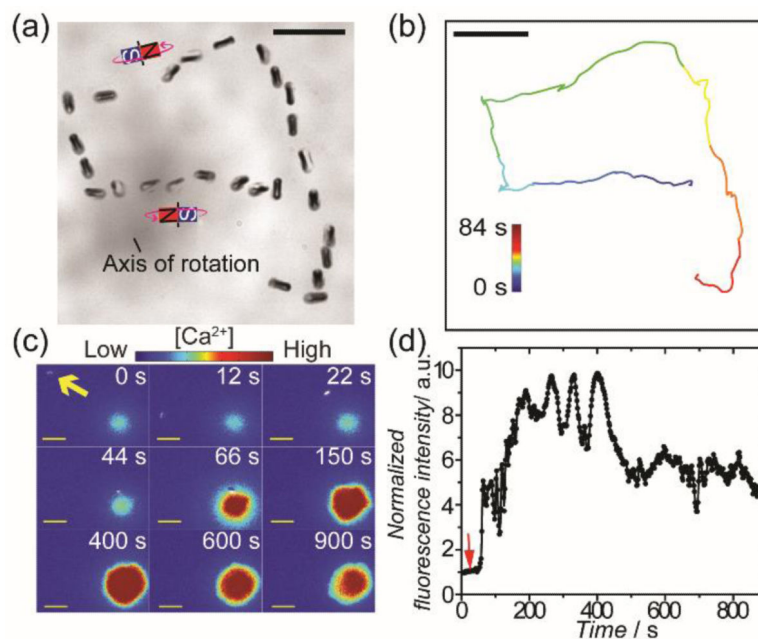 (a)
S N
N S
Axis of rotation
(b)
84 s
0 s
(c)
[Ca²⁺]
Low High
0 s 12 s 22 s
44 s 66 s 150 s
400 s 600 s 900 s
(d)
Normalized
fluorescence intensity/ a.u.
10
8
6
4
2
0
0 200 400 600 800
Time / s